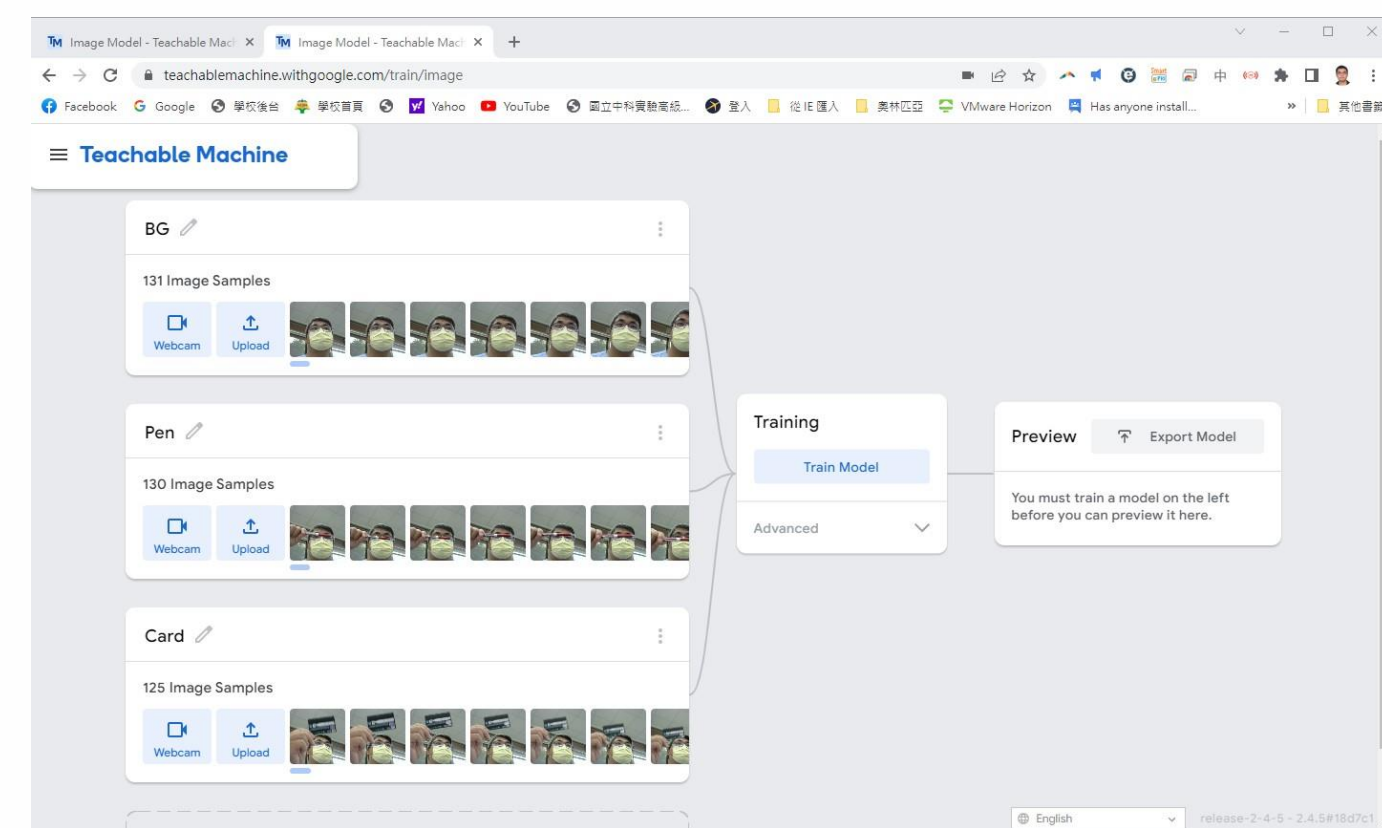 TM Image Model - Teachable Mach
TM Image Model - Teachable Mach
teachablemachine.withgoogle.com/train/image
Facebook Google 學校後台 學校首頁 Yahoo YouTube 國立中科實驗高級... 登入 從 IE 匯入 奧林匹亞 VMware Horizon Has anyone install... » 其他書籤
Teachable Machine
BG
131 Image Samples
Webcam Upload
Pen
130 Image Samples
Webcam Upload
Card
125 Image Samples
Webcam Upload
Training
Train Model
Advanced
Preview Export Model
You must train a model on the left
before you can preview it here.
English
release-2-4-5 - 2.4.5#18d7c1